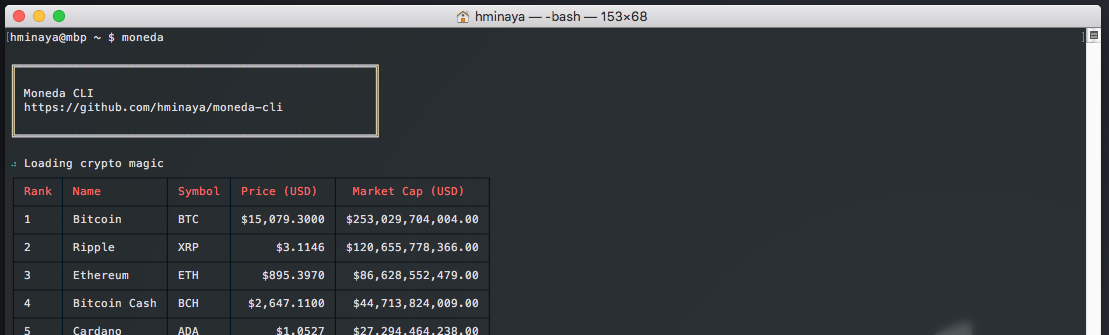 hminaya — -bash — 153×68
[hminaya@mbp ~ $ moneda ]
Moneda CLI
https://github.com/hminaya/moneda-cli
Loading crypto magic
Rank Name Symbol Price (USD) Market Cap (USD)
1 Bitcoin BTC $15,079.3000 $253,029,704,004.00
2 Ripple XRP $3.1146 $120,655,778,366.00
3 Ethereum ETH $895.3970 $86,628,552,479.00
4 Bitcoin Cash BCH $2,647.1100 $44,713,824,009.00
5 Cardano ADA $1.0527 $27,294,464,238.00